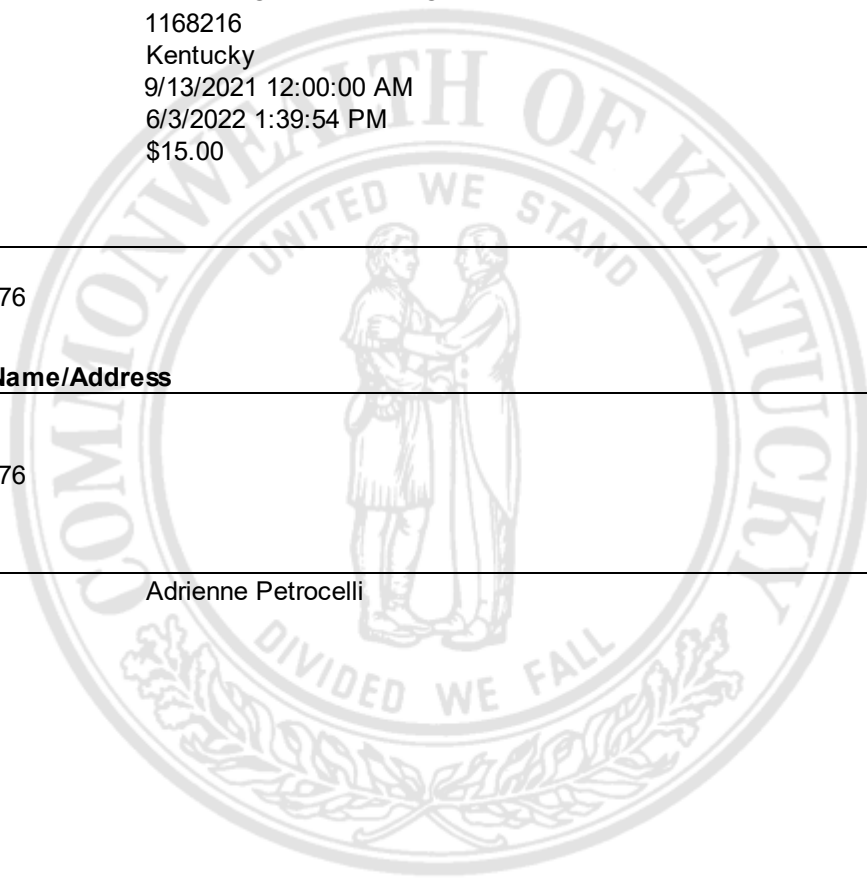 1168216
Kentucky
9/13/2021 12:00:00 AM
6/3/2022 1:39:54 PM
$15.00
COMMONWEALTH OF KENTUCKY
UNITED WE STAND
76
Name/Address
76
Adrienne Petrocelli
DIVIDED WE FALL